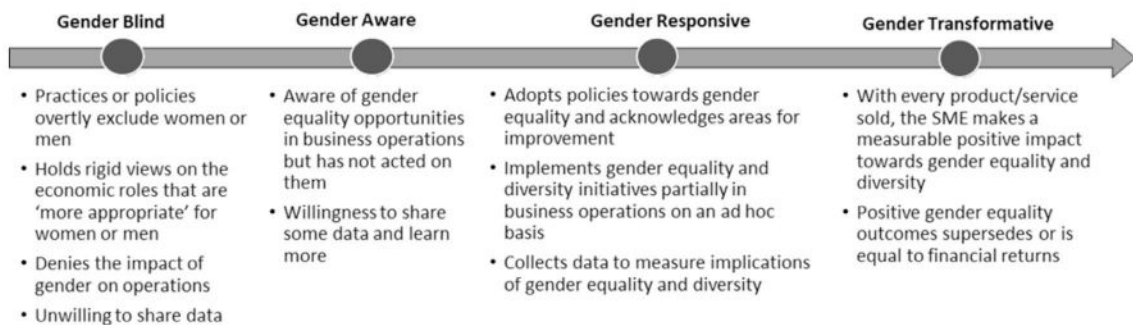 Gender Blind
Gender Aware
Gender Responsive
Gender Transformative
• Practices or policies
overtly exclude women or
men
• Holds rigid views on the
economic roles that are
‘more appropriate’ for
women or men
• Denies the impact of
gender on operations
• Unwilling to share data
• Aware of gender
equality opportunities
in business operations
but has not acted on
them
• Willingness to share
some data and learn
more
• Adopts policies towards gender
equality and acknowledges areas for
improvement
• Implements gender equality and
diversity initiatives partially in
business operations on an ad hoc
basis
• Collects data to measure implications
of gender equality and diversity
• With every product/service
sold, the SME makes a
measurable positive impact
towards gender equality and
diversity
• Positive gender equality
outcomes supersedes or is
equal to financial returns